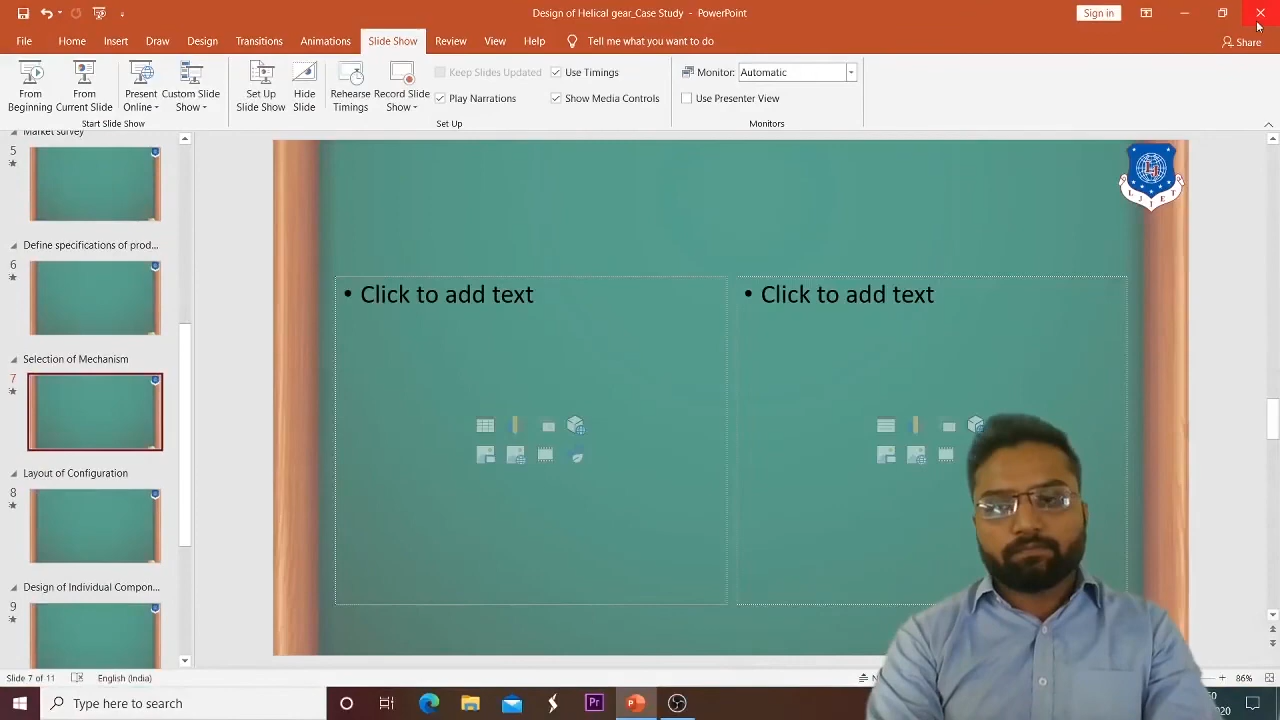 Design of Helical gear_Case Study - PowerPoint
Sign in
File Home Insert Draw Design Transitions Animations Slide Show Review View Help Tell me what you want to do
Share
From Beginning
From Current Slide
Present Online
Custom Slide Show
Set Up Slide Show
Hide Slide
Rehearse Timings
Record Slide Show
Keep Slides Updated
Play Narrations
Use Timings
Show Media Controls
Monitor: Automatic
Use Presenter View
Start Slide Show
Set Up
Monitors
Market survey
5
Define specifications of prod...
6
Selection of Mechanism
7
Layout of Configuration
8
Design of Individual Compon...
9
L J I E T
• Click to add text
• Click to add text
Slide 7 of 11
English (India)
86%
Type here to search
Pr